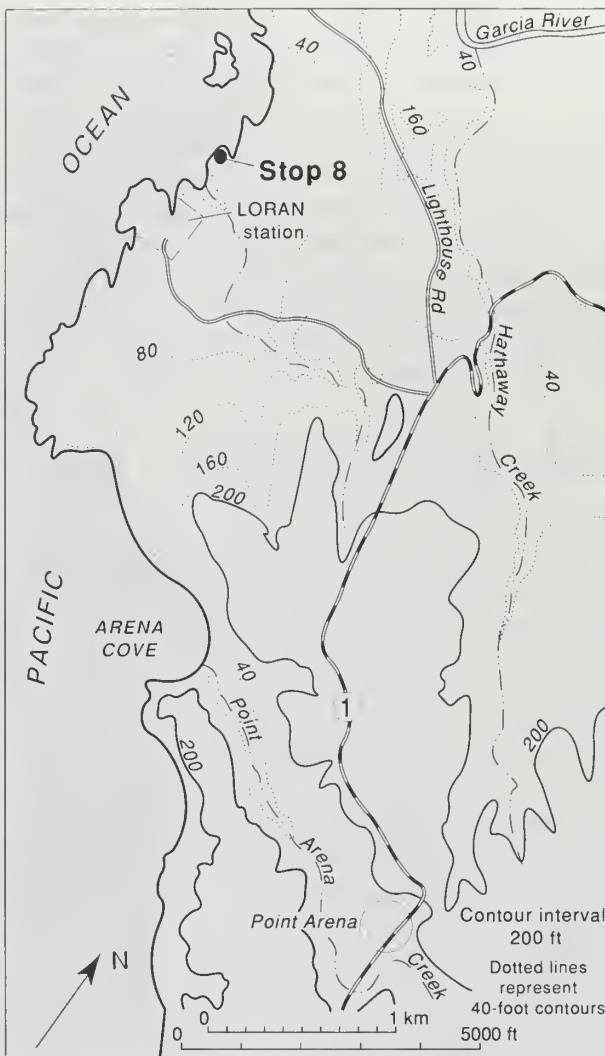 Garcia River
40
40
OCEAN
160
Stop 8
LORAN
station
Lighthouse Rd
Hathaway
Creek
80
40
120
160
200
PACIFIC
ARENA
COVE
40
Point
Arena
Creek
1
200
200
Point Arena
N
Contour interval
200 ft
Dotted lines
represent
40-foot contours
0 1 km
0 5000 ft